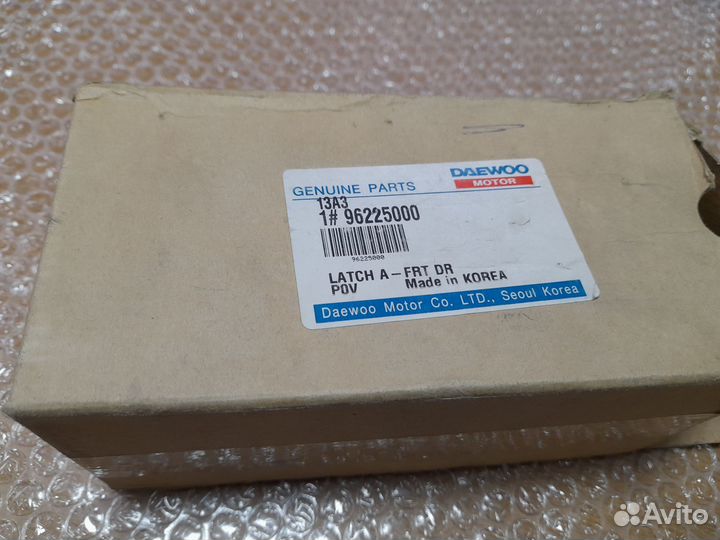 DAEWOO
MOTOR
GENUINE PARTS
13A3
1# 96225000
96225000
LATCH A-FRT DR
POV Made in KOREA
Daewoo Motor Co. LTD., Seoul Korea
Avito